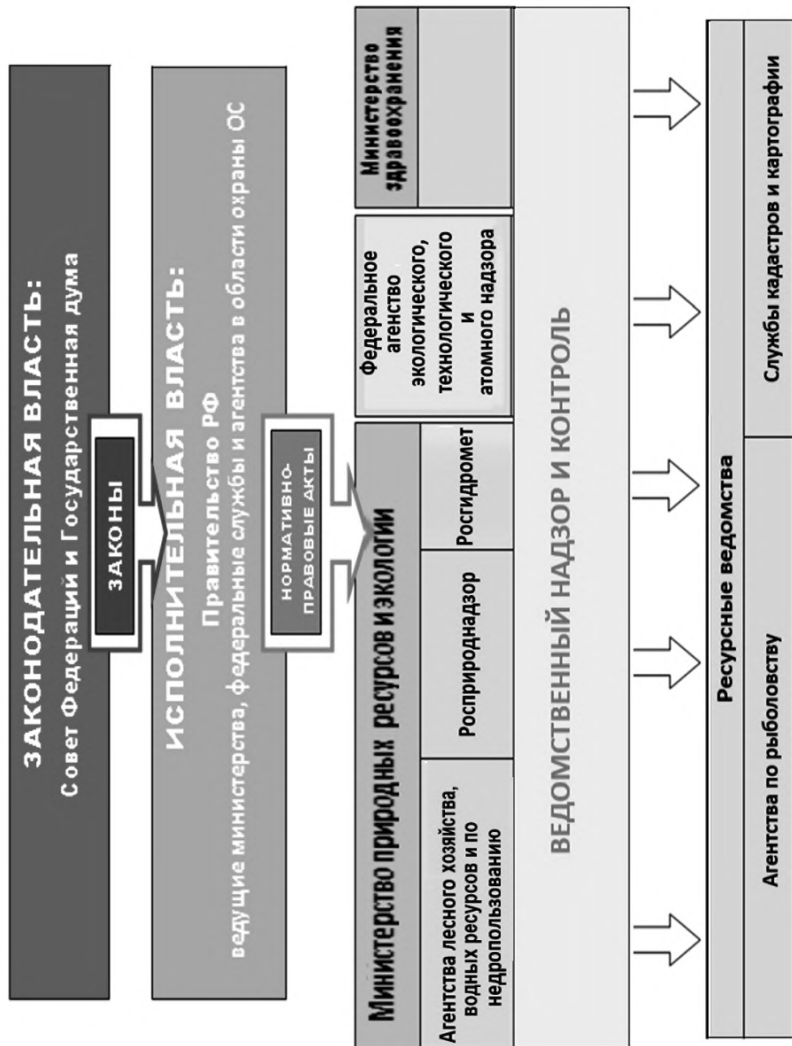 ЗАКОНОДАТЕЛЬНАЯ ВЛАСТЬ:
Совет Федераций и Государственная дума
ЗАКОНЫ
ИСПОЛНИТЕЛЬНАЯ ВЛАСТЬ:
Правительство РФ
ведущие министерства, федеральные службы и агентства в области охраны ОС
НОРМАТИВНО-
ПРАВОВЫЕ АКТЫ
Министерство природных ресурсов и экологии
Агентства лесного хозяйства,
водных ресурсов и по
недропользованию
Росприроднадзор
Росгидромет
Федеральное
агенство
экологического,
технологического
и
атомного надзора
Министерство
здравоохранения
ВЕДОМСТВЕННЫЙ НАДЗОР И КОНТРОЛЬ
Ресурсные ведомства
Агентства по рыболовству
Службы кадастров и картографии